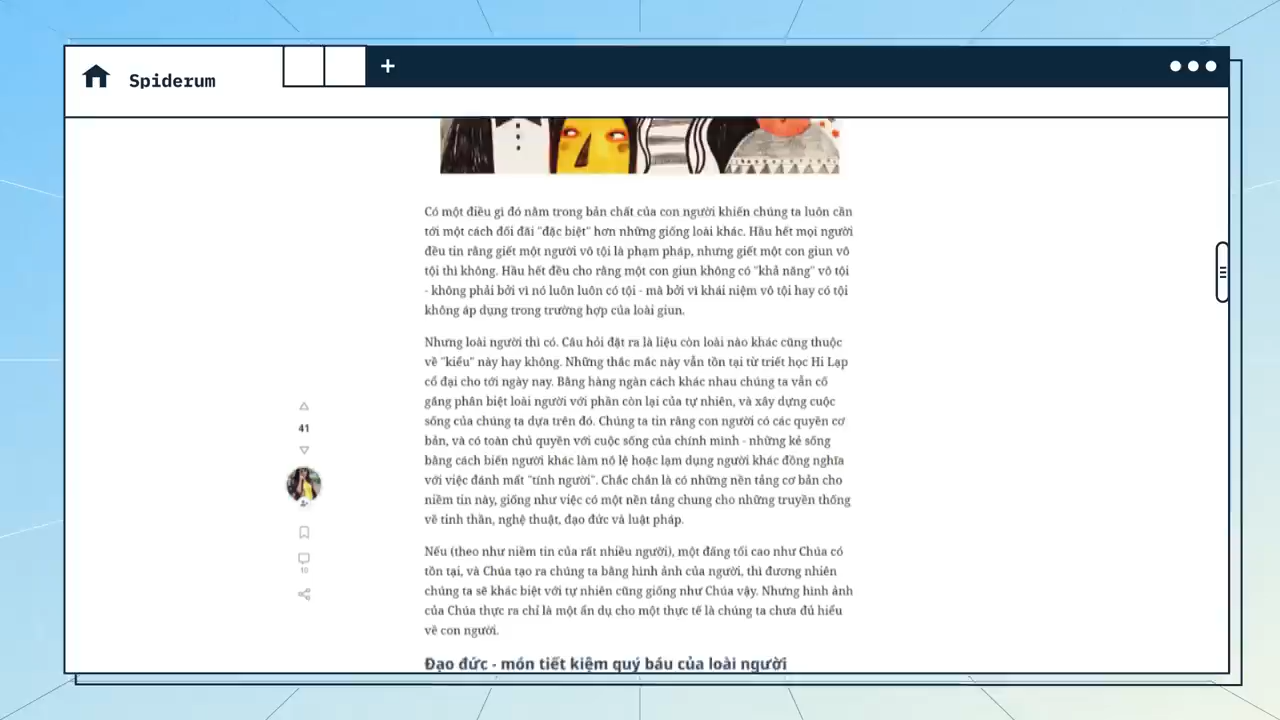 Spiderum
Có một điều gì đó nằm trong bản chất của con người khiến chúng ta luôn cần
tới một cách đối đãi "đặc biệt" hơn những giống loài khác. Hầu hết mọi người
đều tin rằng giết một người vô tội là phạm pháp, nhưng giết một con giun vô
tội thì không. Hầu hết đều cho rằng một con giun không có "khả năng" vô tội
- không phải bởi vì nó luôn luôn có tội - mà bởi vì khái niệm vô tội hay có tội
không áp dụng trong trường hợp của loài giun.
Nhưng loài người thì có. Câu hỏi đặt ra là liệu còn loài nào khác cũng thuộc
về "kiểu" này hay không. Những thắc mắc này vẫn tồn tại từ triết học Hi Lạp
cổ đại cho tới ngày nay. Bằng hàng ngàn cách khác nhau chúng ta vẫn cố
gắng phân biệt loài người với phần còn lại của tự nhiên, và xây dựng cuộc
sống của chúng ta dựa trên đó. Chúng ta tin rằng con người có các quyền cơ
bản, và có toàn chủ quyền với cuộc sống của chính mình - những kẻ sống
bằng cách biến người khác làm nô lệ hoặc lạm dụng người khác đồng nghĩa
với việc đánh mất "tính người". Chắc chắn là có những nền tảng cơ bản cho
niềm tin này, giống như việc có một nền tảng chung cho những truyền thống
về tinh thần, nghệ thuật, đạo đức và luật pháp.
41
Nếu (theo như niềm tin của rất nhiều người), một đấng tối cao như Chúa có
tồn tại, và Chúa tạo ra chúng ta bằng hình ảnh của người, thì đương nhiên
chúng ta sẽ khác biệt với tự nhiên cũng giống như Chúa vậy. Nhưng hình ảnh
của Chúa thực ra chỉ là một ẩn dụ cho một thực tế là chúng ta chưa đủ hiểu
về con người.
10
Đạo đức - món tiết kiệm quý báu của loài người